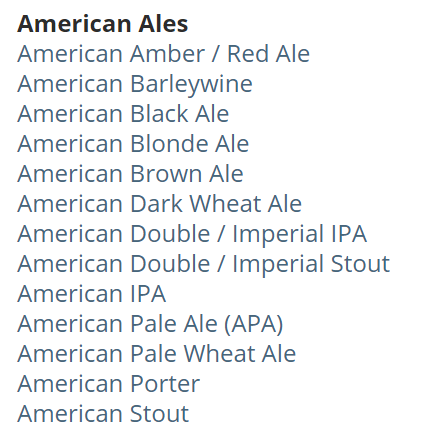 American Ales
American Amber / Red Ale
American Barleywine
American Black Ale
American Blonde Ale
American Brown Ale
American Dark Wheat Ale
American Double / Imperial IPA
American Double / Imperial Stout
American IPA
American Pale Ale (APA)
American Pale Wheat Ale
American Porter
American Stout